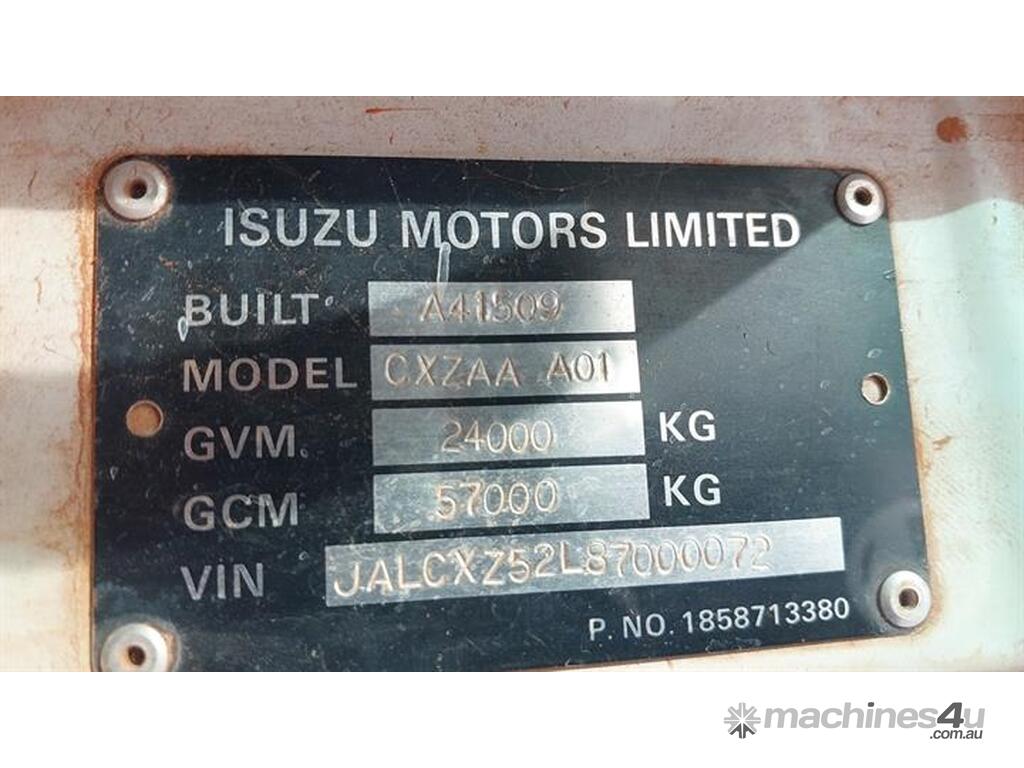 ISUZU MOTORS LIMITED
BUILT A41509
MODEL CXZAA A01
GVM. 24000 KG
GCM 57000 KG
VIN JALCXZ52L87000072
P. NO. 1858713380
machines4u
.com.au